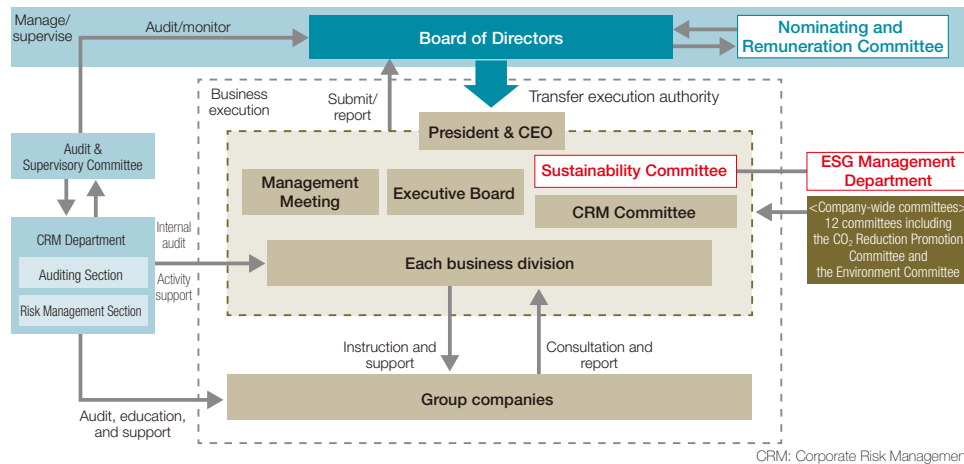 Manage/
supervise
Audit/monitor
Board of Directors
Nominating and
Remuneration Committee
Business
execution
Submit/
report
Transfer execution authority
President & CEO
Audit &
Supervisory Committee
Management
Meeting
Executive Board
Sustainability Committee
CRM Committee
ESG Management
Department
<Company-wide committees>
12 committees including
the CO₂ Reduction Promotion
Committee and
the Environment Committee
CRM Department
Auditing Section
Risk Management Section
Internal
audit
Activity
support
Each business division
Instruction and
support
Consultation and
report
Group companies
Audit, education,
and support
CRM: Corporate Risk Management